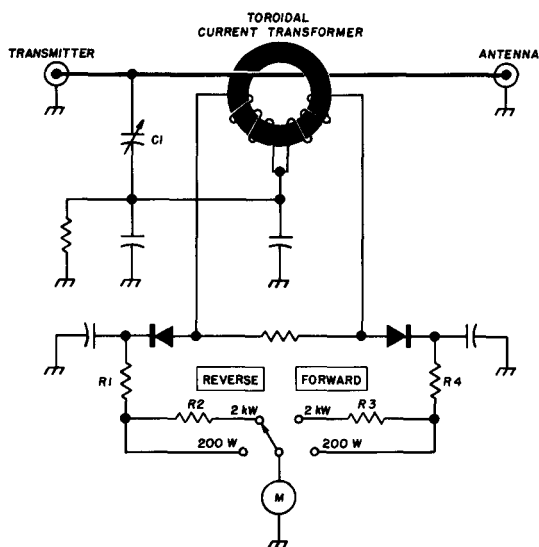 TOROIDAL
CURRENT TRANSFORMER
TRANSMITTER
ANTENNA
C1
R1
REVERSE
FORWARD
R4
R2
2 kW
2 kW
R3
200 W
200 W
M